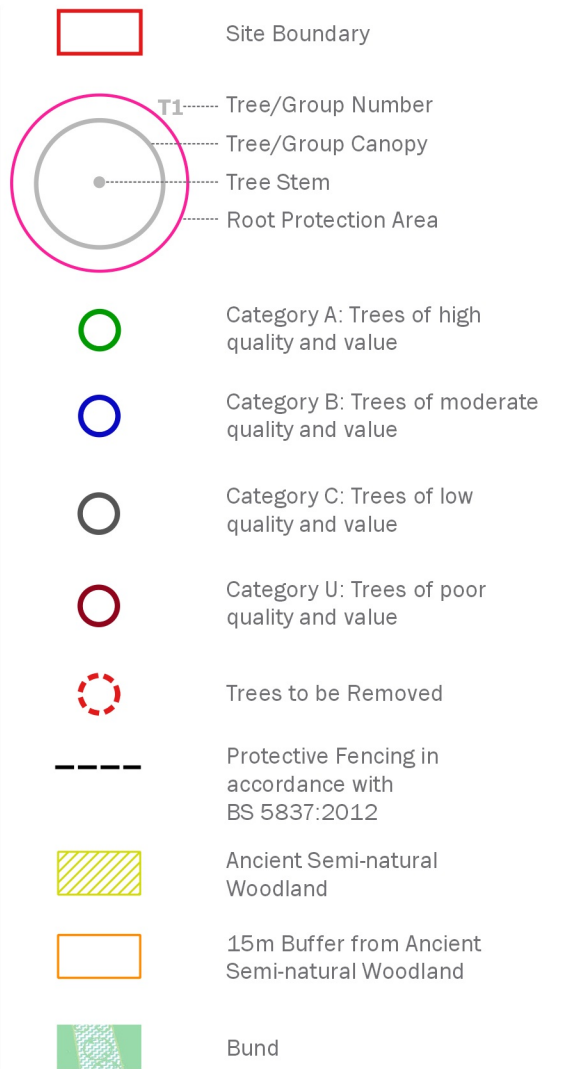 Site Boundary
T1
Tree/Group Number
Tree/Group Canopy
Tree Stem
Root Protection Area
Category A: Trees of high
quality and value
Category B: Trees of moderate
quality and value
Category C: Trees of low
quality and value
Category U: Trees of poor
quality and value
Trees to be Removed
Protective Fencing in
accordance with
BS 5837:2012
Ancient Semi-natural
Woodland
15m Buffer from Ancient
Semi-natural Woodland
Bund